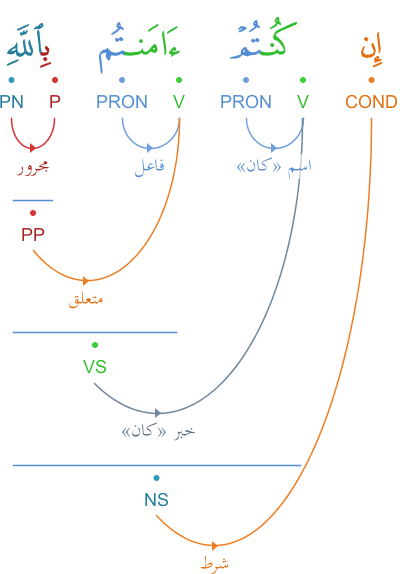 إِن كُنتُمْ ءَامَنتُم بِٱللَّهِ
COND V PRON V PRON P PN
اسم «كان» فاعل مجرور
PP
متعلق
VS
خبر «كان»
NS
شرط